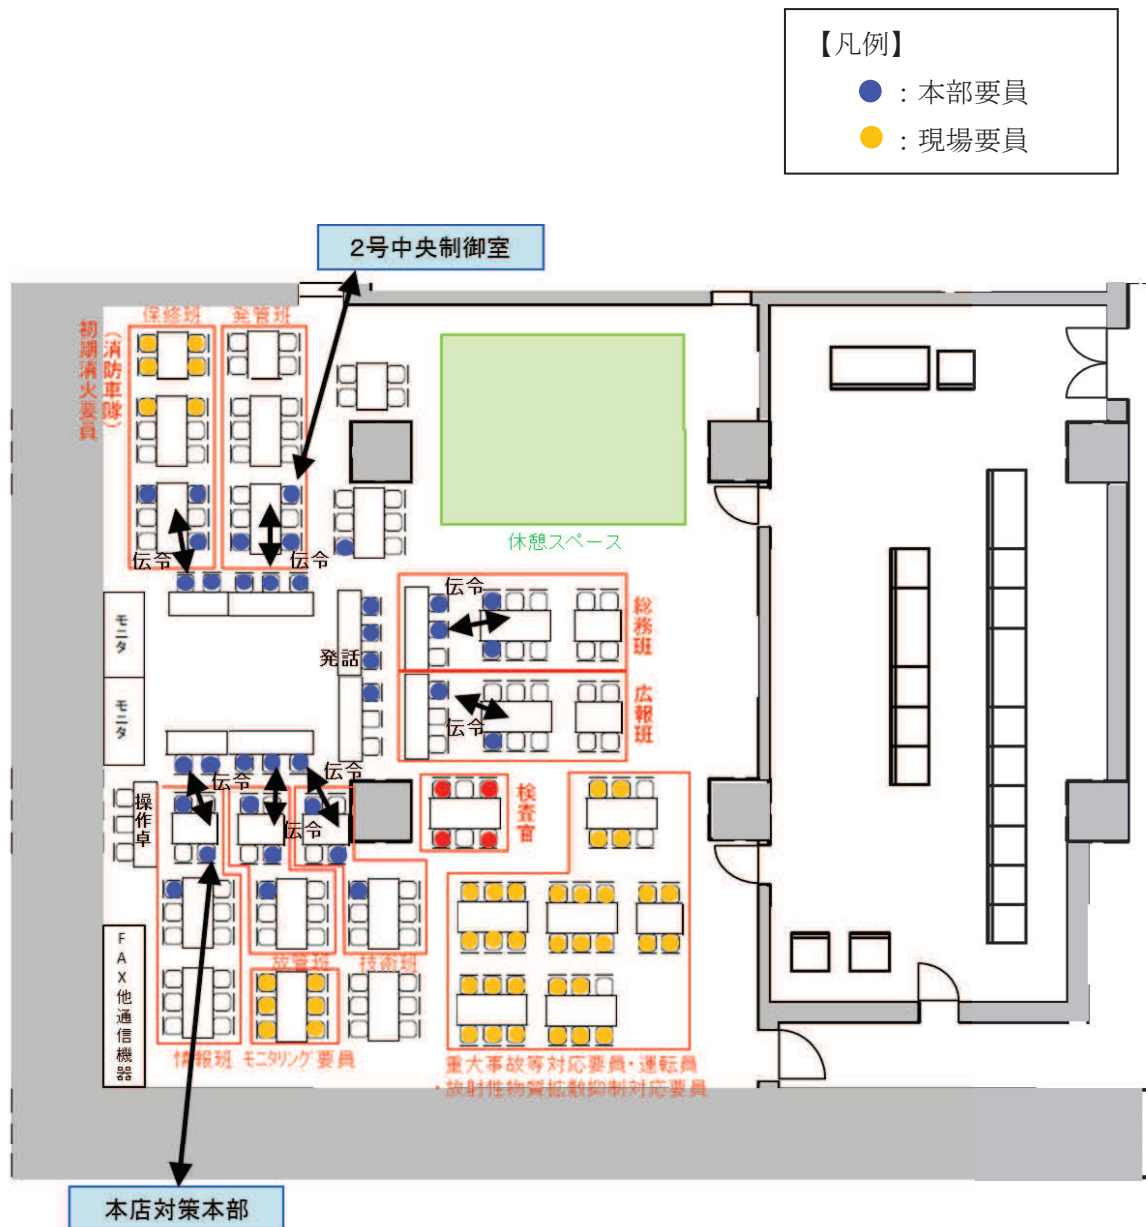 【凡例】
：本部要員
：現場要員
２号中央制御室
保修班
発管班
初期消火要員
（消防車隊）
伝令
伝令
休憩スペース
モニタ
モニタ
発話
伝令
総務班
伝令
広報班
伝令
伝令
伝令
操作卓
検査官
FAX他通信機器
放管班
技術班
情報班
モニタリング要員
重大事故等対応要員・運転員
・放射性物質拡散抑制対応要員
本店対策本部